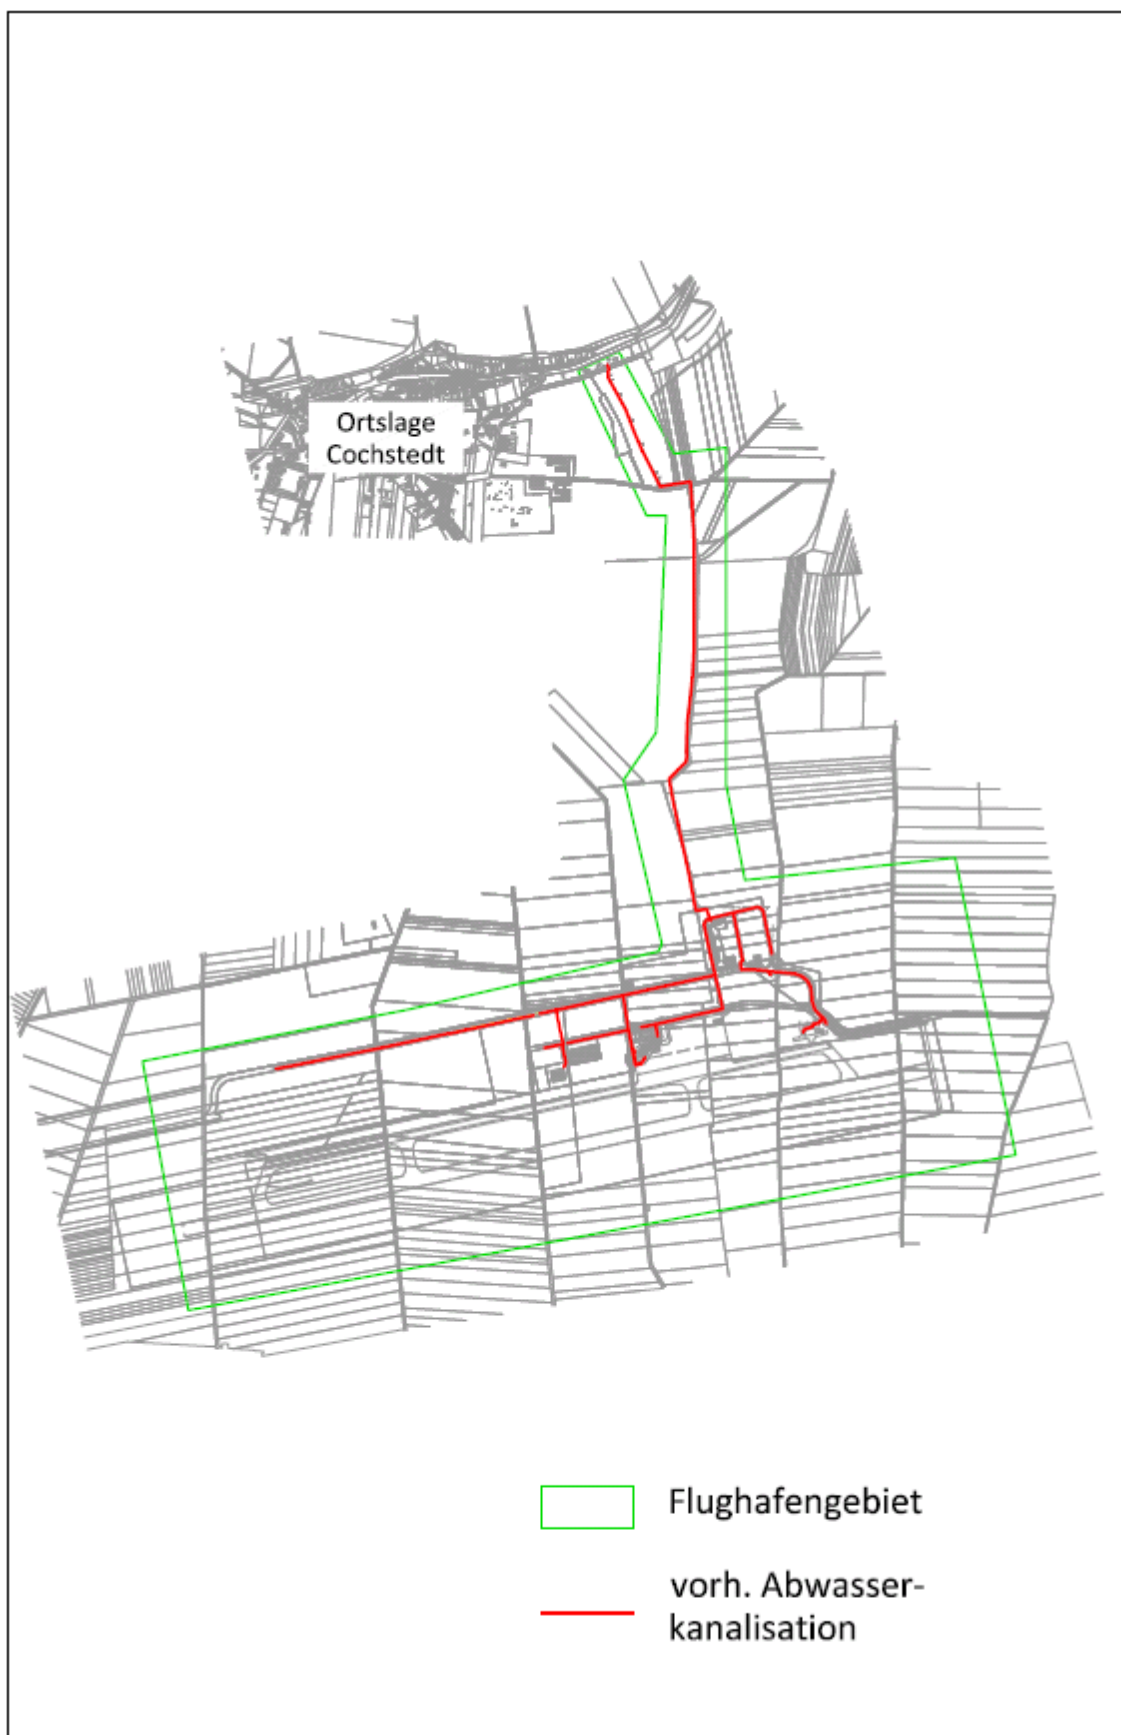 Ortslage
Cochstedt
Flughafengebiet
vorh. Abwasser-
kanalisation